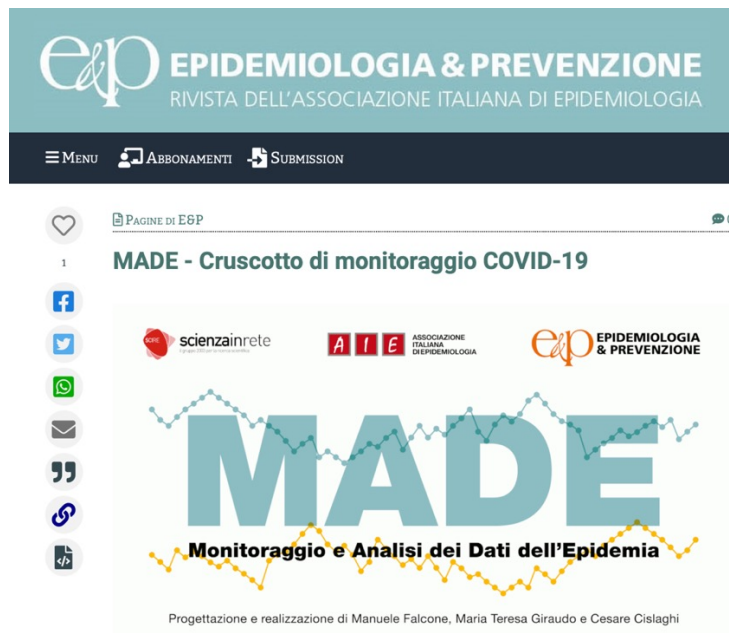 e&p EPIDEMIOLOGIA & PREVENZIONE
RIVISTA DELL'ASSOCIAZIONE ITALIANA DI EPIDEMIOLOGIA
Menu Abbonamenti Submission
Pagine di E&P
1
MADE - Cruscotto di monitoraggio COVID-19
SCIRE scienzainrete
AIE ASSOCIAZIONE
ITALIANA
DI EPIDEMIOLOGIA
e&p EPIDEMIOLOGIA
& PREVENZIONE
MADE
Monitoraggio e Analisi dei Dati dell'Epidemia
Progettazione e realizzazione di Manuele Falcone, Maria Teresa Giraudo e Cesare Cislaghi